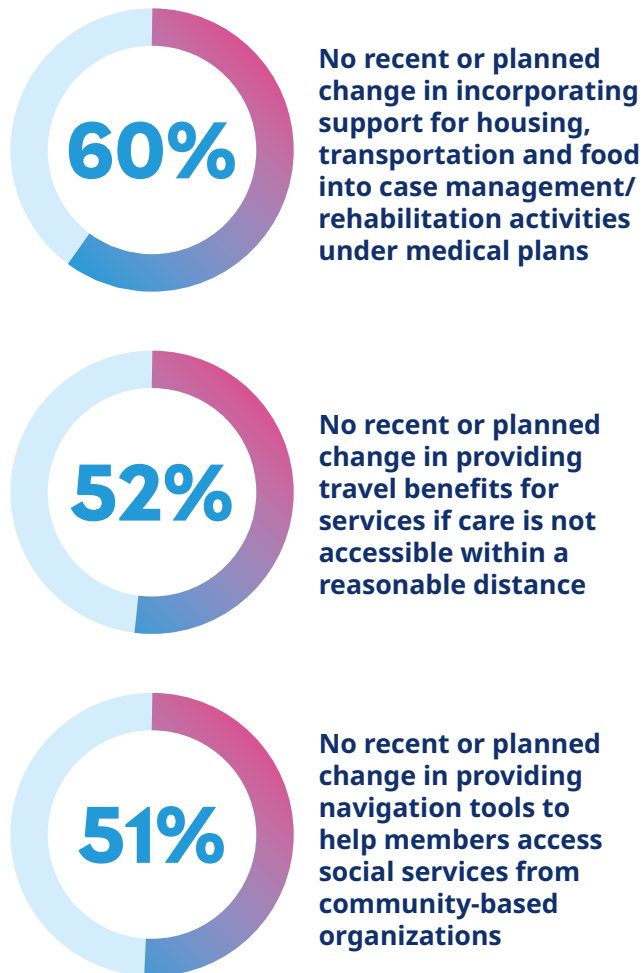 60%
No recent or planned
change in incorporating
support for housing,
transportation and food
into case management/
rehabilitation activities
under medical plans
52%
No recent or planned
change in providing
travel benefits for
services if care is not
accessible within a
reasonable distance
51%
No recent or planned
change in providing
navigation tools to
help members access
social services from
community-based
organizations